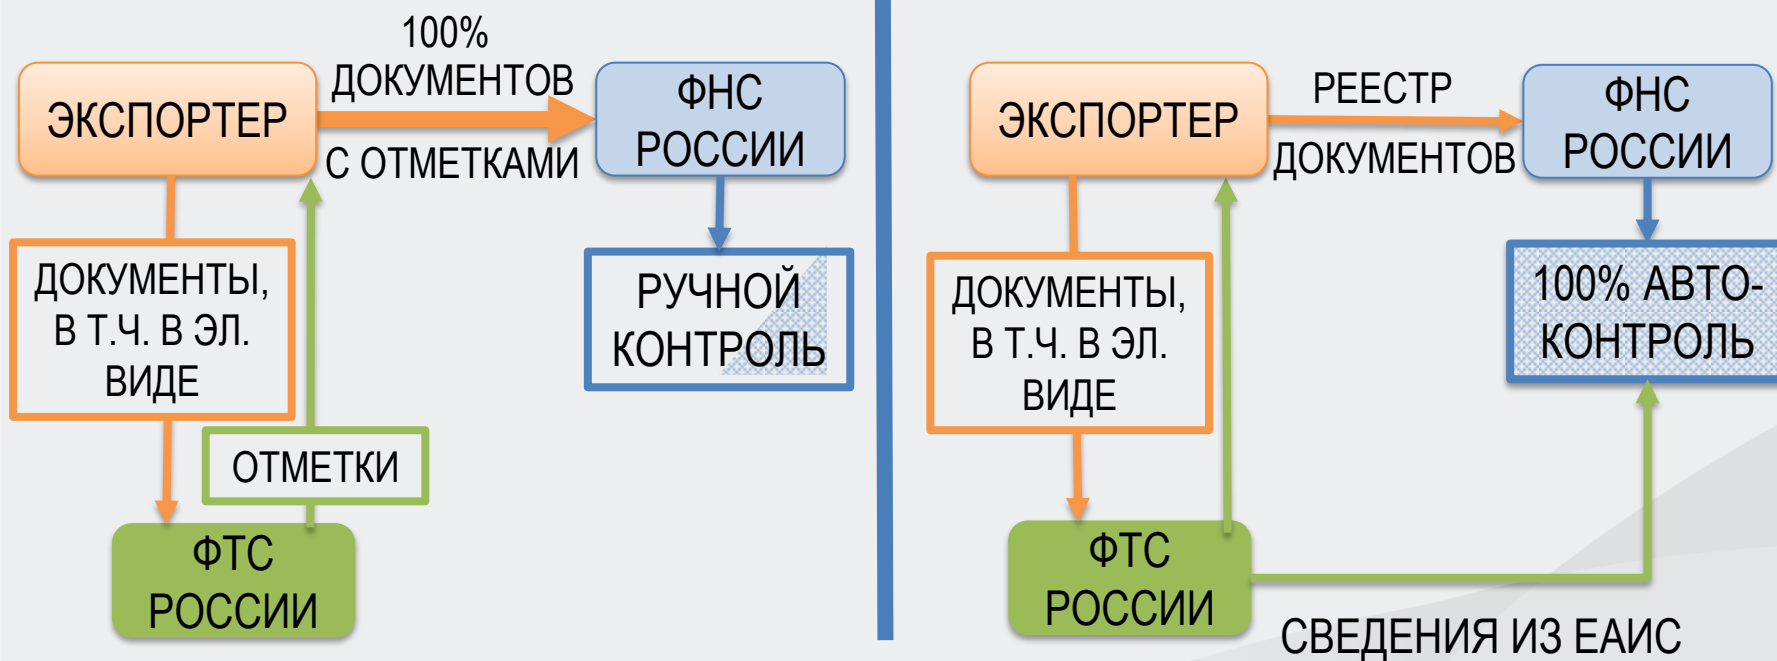 100%
ДОКУМЕНТОВ
ЭКСПОРТЕР
С ОТМЕТКАМИ
ФНС
РОССИИ
ДОКУМЕНТЫ,
В Т.Ч. В ЭЛ.
ВИДЕ
РУЧНОЙ
КОНТРОЛЬ
ОТМЕТКИ
ФТС
РОССИИ
ЭКСПОРТЕР
РЕЕСТР
ДОКУМЕНТОВ
ФНС
РОССИИ
ДОКУМЕНТЫ,
В Т.Ч. В ЭЛ.
ВИДЕ
100% АВТО-
КОНТРОЛЬ
ФТС
РОССИИ
СВЕДЕНИЯ ИЗ ЕАИС